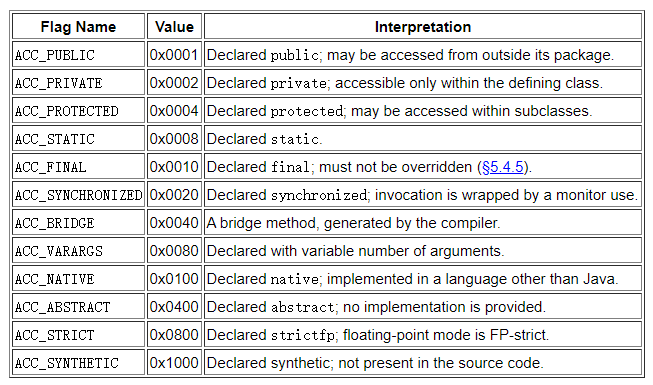 Flag Name Value Interpretation
ACC_PUBLIC 0x0001 Declared public; may be accessed from outside its package.
ACC_PRIVATE 0x0002 Declared private; accessible only within the defining class.
ACC_PROTECTED 0x0004 Declared protected; may be accessed within subclasses.
ACC_STATIC 0x0008 Declared static.
ACC_FINAL 0x0010 Declared final; must not be overridden (§5.4.5).
ACC_SYNCHRONIZED 0x0020 Declared synchronized; invocation is wrapped by a monitor use.
ACC_BRIDGE 0x0040 A bridge method, generated by the compiler.
ACC_VARARGS 0x0080 Declared with variable number of arguments.
ACC_NATIVE 0x0100 Declared native; implemented in a language other than Java.
ACC_ABSTRACT 0x0400 Declared abstract; no implementation is provided.
ACC_STRICT 0x0800 Declared strictfp; floating-point mode is FP-strict.
ACC_SYNTHETIC 0x1000 Declared synthetic; not present in the source code.